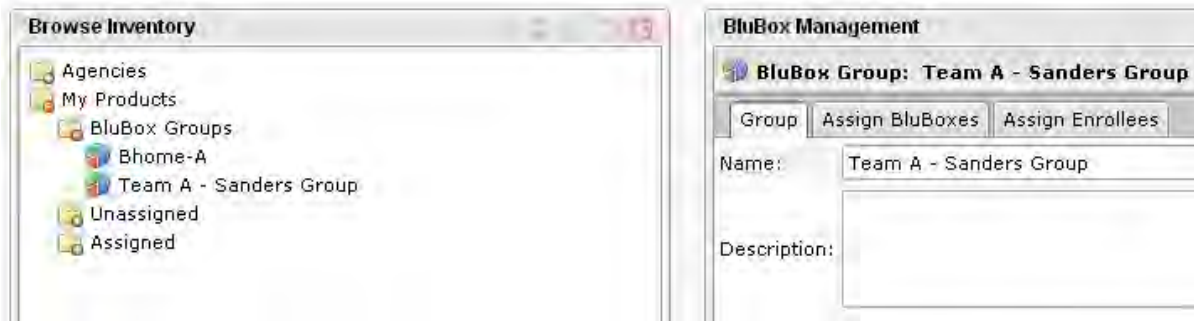 Browse Inventory
Agencies
My Products
BluBox Groups
Bhome-A
Team A - Sanders Group
Unassigned
Assigned
BluBox Management
BluBox Group: Team A - Sanders Group
Group Assign BluBoxes Assign Enrollees
Name: Team A - Sanders Group
Description: